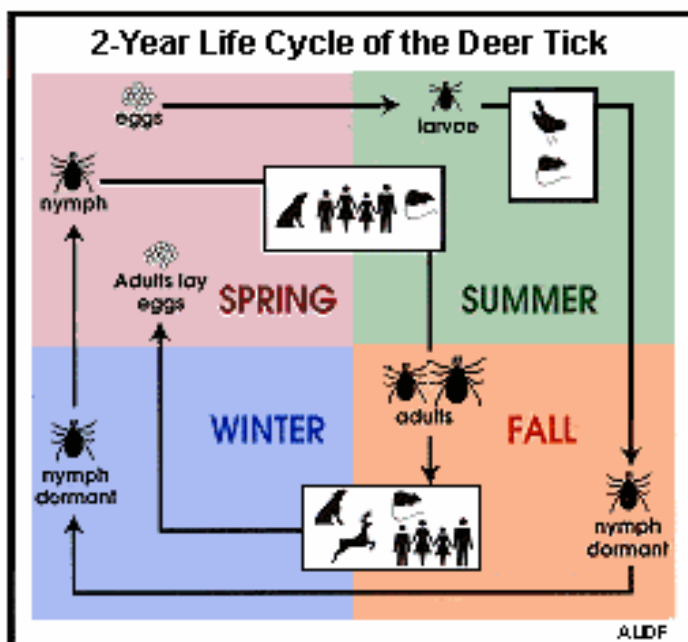 2-Year Life Cycle of the Deer Tick
eggs
larvae
nymph
Adults lay
eggs
SPRING
SUMMER
WINTER
adults
FALL
nymph
dormant
nymph
dormant
ALDF